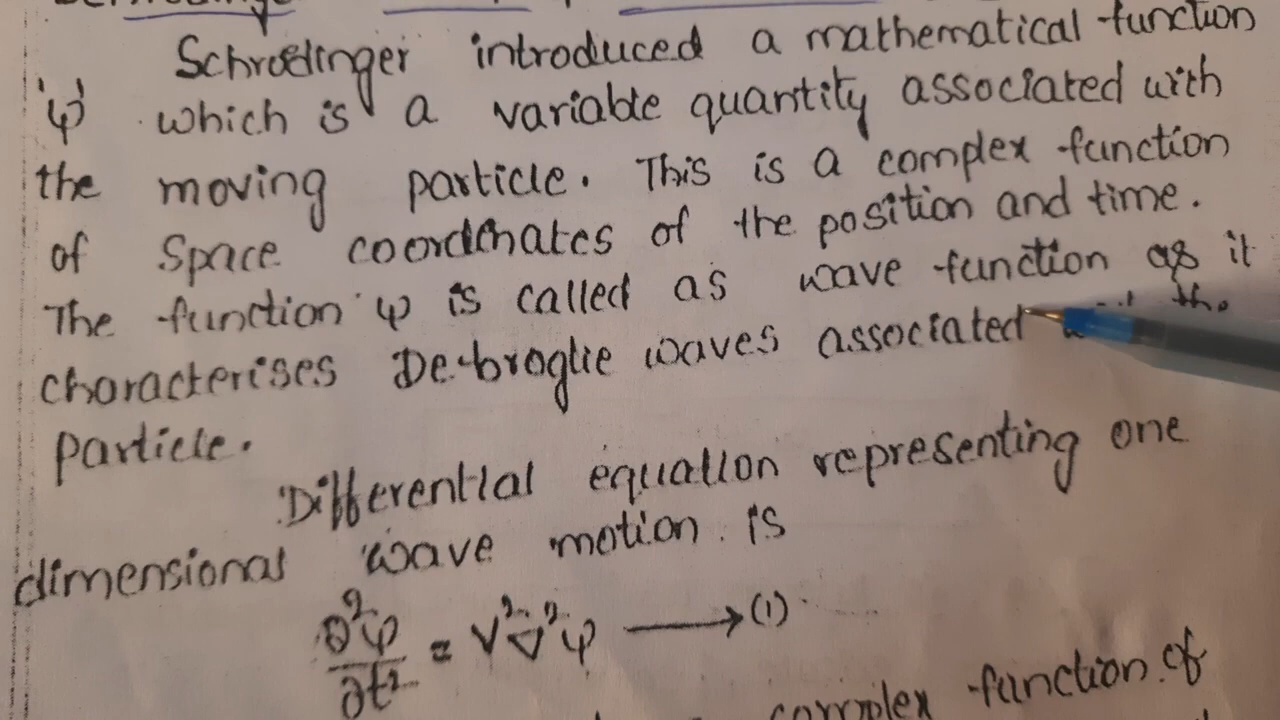 Schrodinger introduced a mathematical function
'ψ' which is a variable quantity associated with
the moving particle. This is a complex function
of Space coordinates of the position and time.
The function ψ is called as wave function as it
characterises De-broglie waves associated the
particle.
Differential equation representing one
dimensional wave motion is
∂²ψ/∂t² = V²∇²ψ ⟶(1)
complex function of